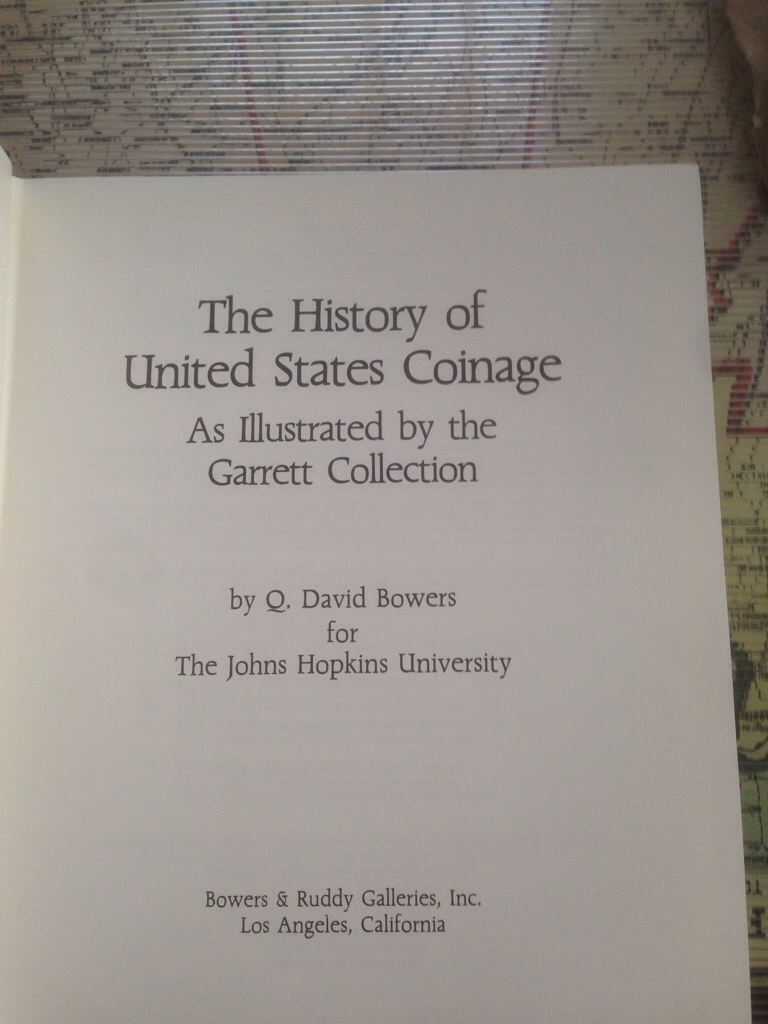 The History of
United States Coinage
As Illustrated by the
Garrett Collection
by Q. David Bowers
for
The Johns Hopkins University
Bowers & Ruddy Galleries, Inc.
Los Angeles, California